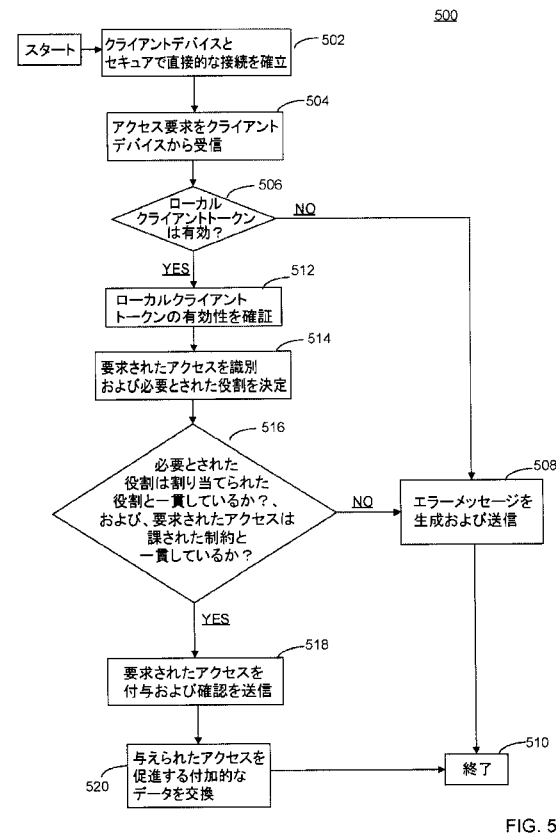 500
スタート
クライアントデバイスと
セキュアで直接的な接続を確立
502
504
アクセス要求をクライアント
デバイスから受信
506
ローカル
クライアントトークン
は有効?
NO
YES
512
ローカルクライアント
トークンの有効性を確証
514
要求されたアクセスを識別
および必要とされた役割を決定
516
必要とされた
役割は割り当てられた
役割と一貫しているか?、
および、要求されたアクセスは
課された制約と
一貫しているか?
NO
508
エラーメッセージを
生成および送信
YES
518
要求されたアクセスを
付与および確認を送信
520
与えられたアクセスを
促進する付加的な
データを交換
510
終了
FIG. 5